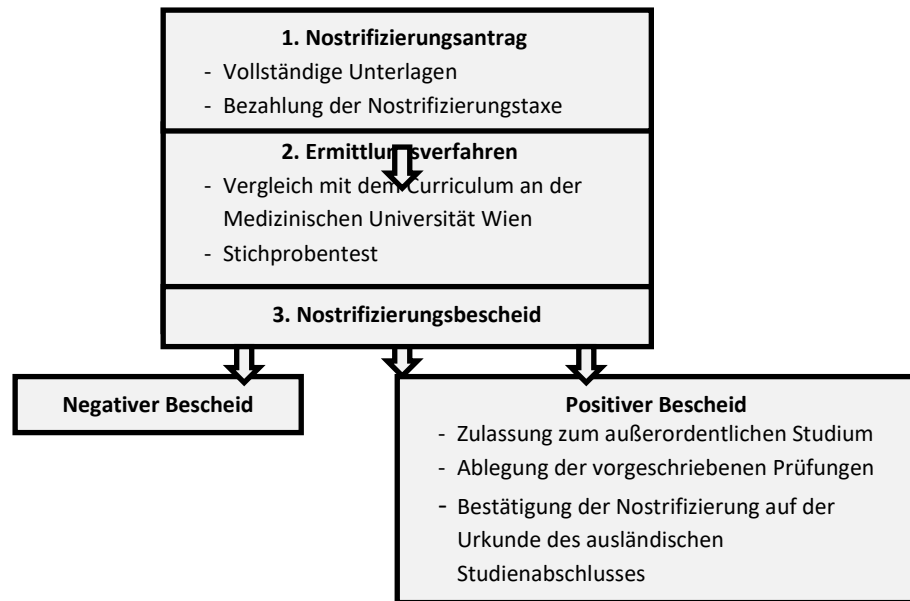 1. Nostrifizierungsantrag
- Vollständige Unterlagen
- Bezahlung der Nostrifizierungstaxe
2. Ermittlungsverfahren
- Vergleich mit dem Curriculum an der
Medizinischen Universität Wien
- Stichprobentest
3. Nostrifizierungsbescheid
Negativer Bescheid
Positiver Bescheid
- Zulassung zum außerordentlichen Studium
- Ablegung der vorgeschriebenen Prüfungen
- Bestätigung der Nostrifizierung auf der
Urkunde des ausländischen
Studienabschlusses